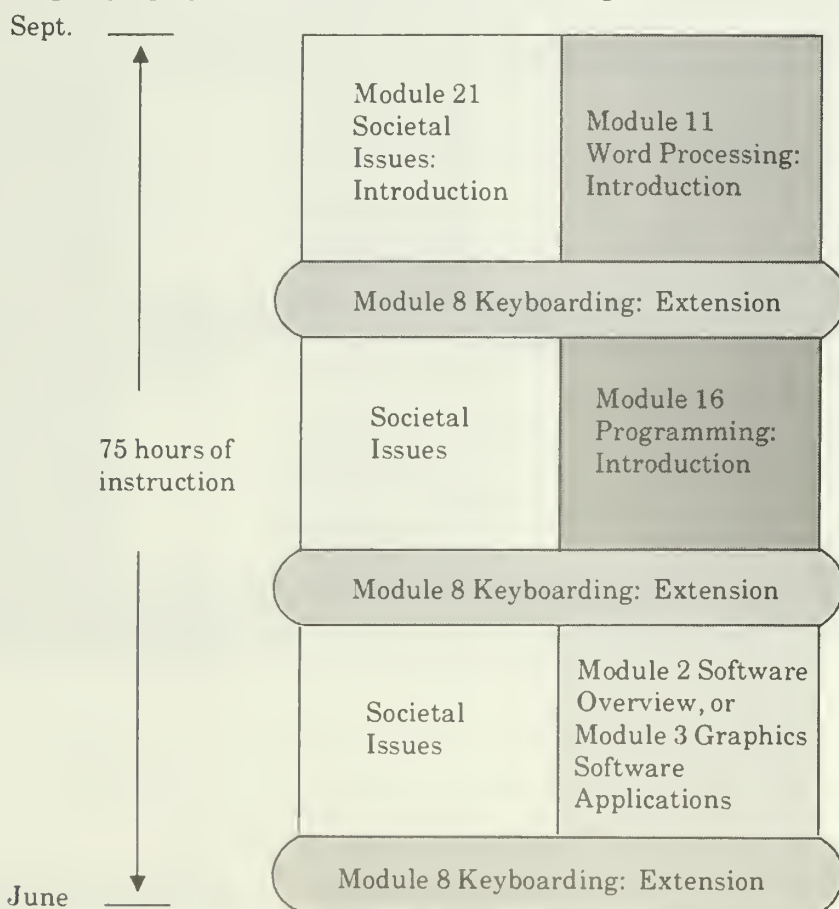 Sept.
Module 21
Societal
Issues:
Introduction
Module 11
Word Processing:
Introduction
Module 8 Keyboarding: Extension
75 hours of
instruction
Societal
Issues
Module 16
Programming:
Introduction
Module 8 Keyboarding: Extension
Societal
Issues
Module 2 Software
Overview, or
Module 3 Graphics
Software
Applications
Module 8 Keyboarding: Extension
June